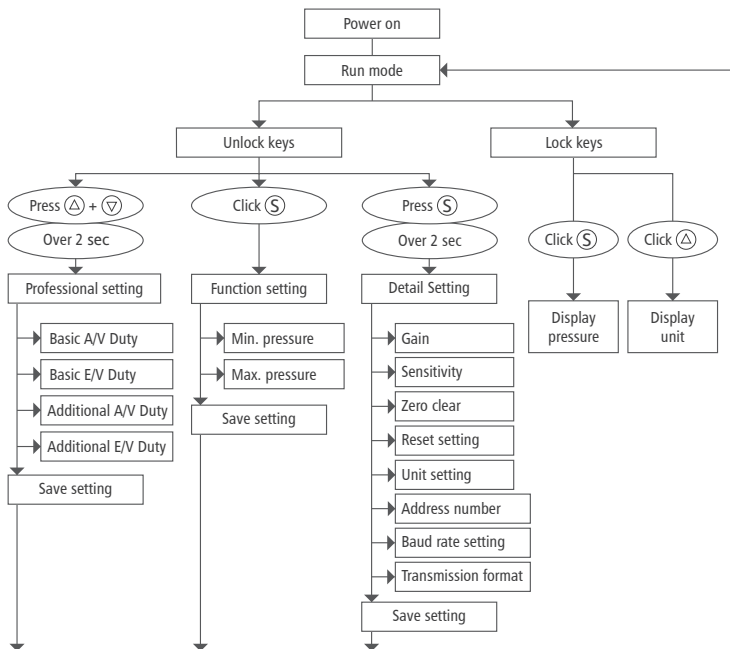 Power on
Run mode
Unlock keys
Lock keys
Press △ + ▽
Over 2 sec
Click Ⓢ
Press Ⓢ
Over 2 sec
Click Ⓢ
Click △
Professional setting
Function setting
Detail Setting
Display
pressure
Display
unit
Basic A/V Duty
Basic E/V Duty
Additional A/V Duty
Additional E/V Duty
Save setting
Min. pressure
Max. pressure
Save setting
Gain
Sensitivity
Zero clear
Reset setting
Unit setting
Address number
Baud rate setting
Transmission format
Save setting